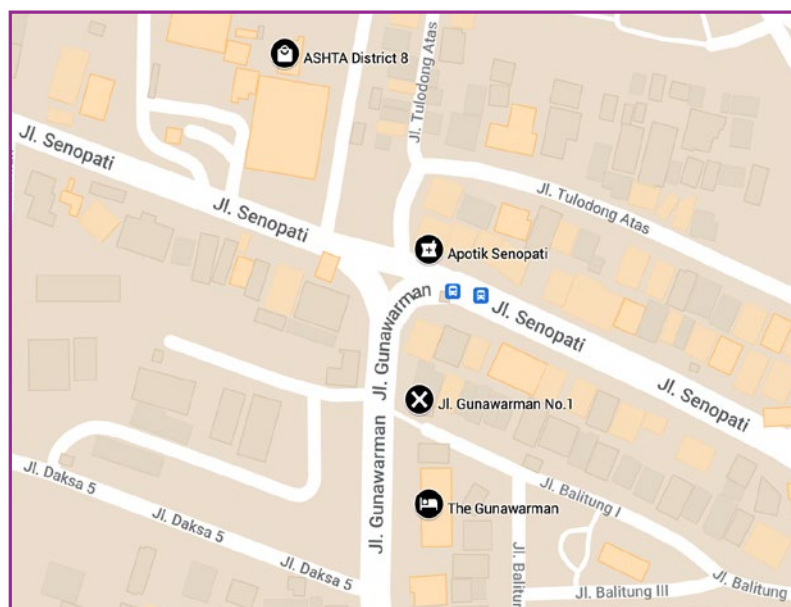 ASHTA District 8
Jl. Tulodong Atas
Jl. Senopati
Jl. Senopati
Jl. Tulodong Atas
Apotik Senopati
Jl. Gunawarman
Jl. Senopati
Jl. Senopati
Jl. Gunawarman No.1
Jl. Gunawarman
Jl. Daksa 5
Jl. Balitung I
The Gunawarman
Jl. Daksa 5
Jl. Balitung
Jl. Daksa 5
Jl. Balitung III
Jl. Balitung